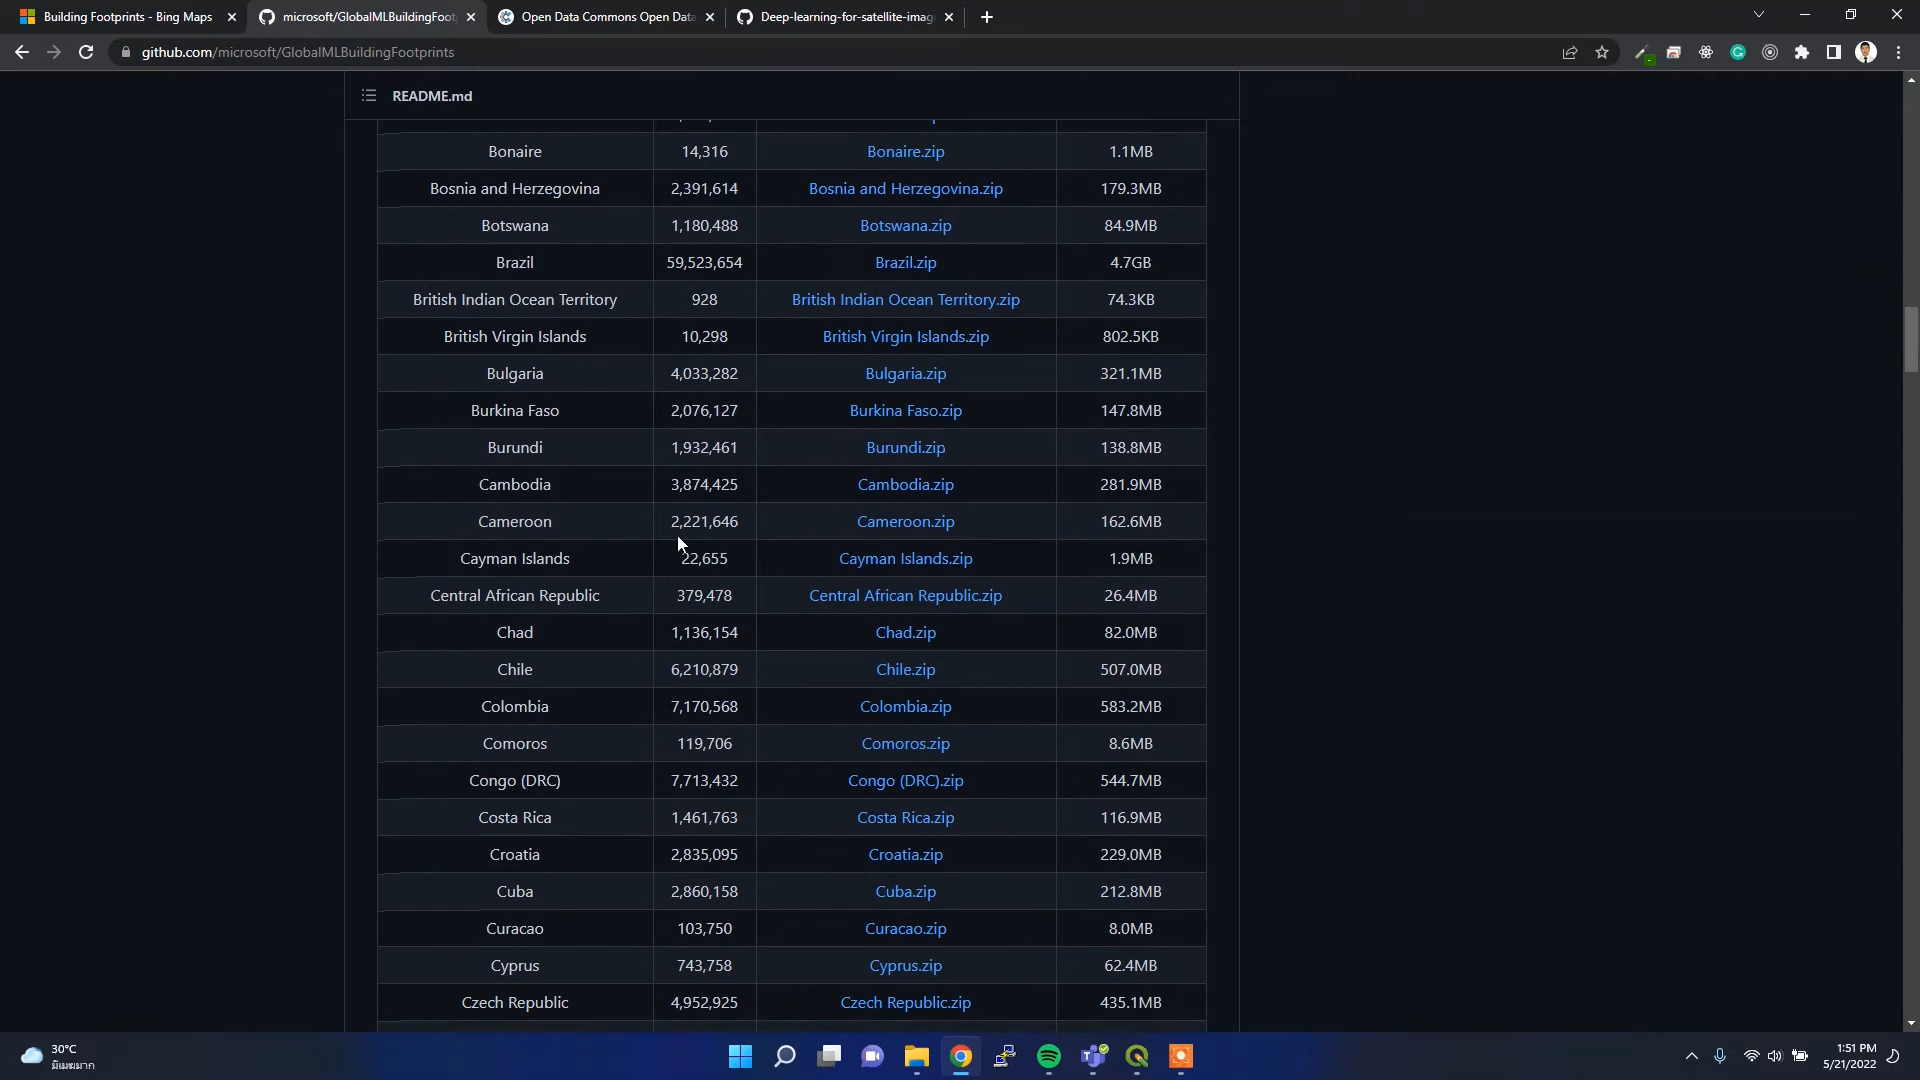 Building Footprints - Bing Maps
microsoft/GlobalMLBuildingFoot
Open Data Commons Open Data
Deep-learning-for-satellite-imag
github.com/microsoft/GlobalMLBuildingFootprints
README.md
Bonaire 14,316 Bonaire.zip 1.1MB
Bosnia and Herzegovina 2,391,614 Bosnia and Herzegovina.zip 179.3MB
Botswana 1,180,488 Botswana.zip 84.9MB
Brazil 59,523,654 Brazil.zip 4.7GB
British Indian Ocean Territory 928 British Indian Ocean Territory.zip 74.3KB
British Virgin Islands 10,298 British Virgin Islands.zip 802.5KB
Bulgaria 4,033,282 Bulgaria.zip 321.1MB
Burkina Faso 2,076,127 Burkina Faso.zip 147.8MB
Burundi 1,932,461 Burundi.zip 138.8MB
Cambodia 3,874,425 Cambodia.zip 281.9MB
Cameroon 2,221,646 Cameroon.zip 162.6MB
Cayman Islands 22,655 Cayman Islands.zip 1.9MB
Central African Republic 379,478 Central African Republic.zip 26.4MB
Chad 1,136,154 Chad.zip 82.0MB
Chile 6,210,879 Chile.zip 507.0MB
Colombia 7,170,568 Colombia.zip 583.2MB
Comoros 119,706 Comoros.zip 8.6MB
Congo (DRC) 7,713,432 Congo (DRC).zip 544.7MB
Costa Rica 1,461,763 Costa Rica.zip 116.9MB
Croatia 2,835,095 Croatia.zip 229.0MB
Cuba 2,860,158 Cuba.zip 212.8MB
Curacao 103,750 Curacao.zip 8.0MB
Cyprus 743,758 Cyprus.zip 62.4MB
Czech Republic 4,952,925 Czech Republic.zip 435.1MB
30°C
มีเมฆมาก
1:51 PM
5/21/2022